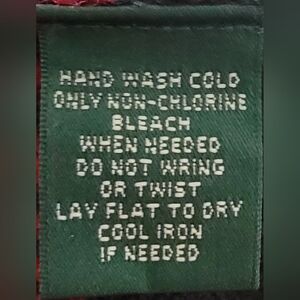 HAND WASH COLD
ONLY NON-CHLORINE
BLEACH
WHEN NEEDED
DO NOT WRING
OR TWIST
LAY FLAT TO DRY
COOL IRON
IF NEEDED